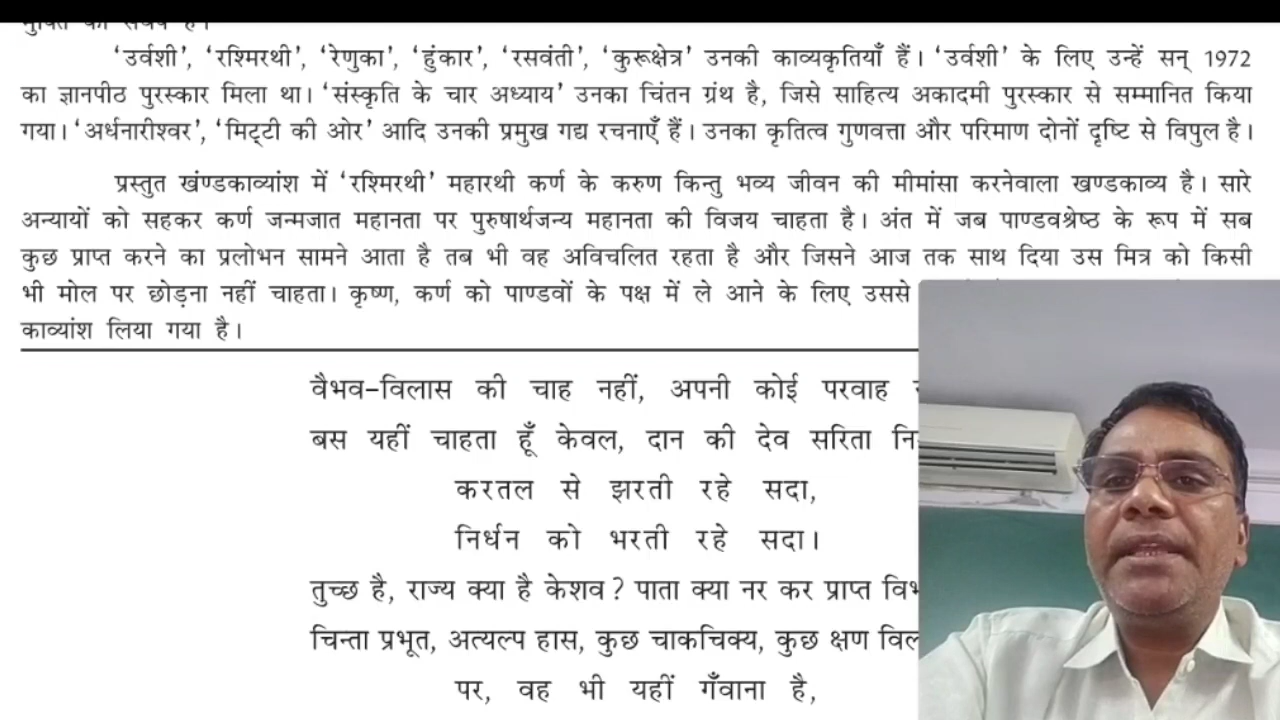 ‘उर्वशी’, ‘रश्मिरथी’, ‘रेणुका’, ‘हुंकार’, ‘रसवंती’, ‘कुरूक्षेत्र’ उनकी काव्यकृतियाँ हैं। ‘उर्वशी’ के लिए उन्हें सन् 1972
का ज्ञानपीठ पुरस्कार मिला था। ‘संस्कृति के चार अध्याय’ उनका चिंतन ग्रंथ है, जिसे साहित्य अकादमी पुरस्कार से सम्मानित किया
गया। ‘अर्धनारीश्वर’, ‘मिट्टी की ओर’ आदि उनकी प्रमुख गद्य रचनाएँ हैं। उनका कृतित्व गुणवत्ता और परिमाण दोनों दृष्टि से विपुल है।
प्रस्तुत खंण्डकाव्यांश में ‘रश्मिरथी’ महारथी कर्ण के करुण किन्तु भव्य जीवन की मीमांसा करनेवाला खण्डकाव्य है। सारे
अन्यायों को सहकर कर्ण जन्मजात महानता पर पुरुषार्थजन्य महानता की विजय चाहता है। अंत में जब पाण्डवश्रेष्ठ के रूप में सब
कुछ प्राप्त करने का प्रलोभन सामने आता है तब भी वह अविचलित रहता है और जिसने आज तक साथ दिया उस मित्र को किसी
भी मोल पर छोड़ना नहीं चाहता। कृष्ण, कर्ण को पाण्डवों के पक्ष में ले आने के लिए उससे
काव्यांश लिया गया है।
वैभव-विलास की चाह नहीं, अपनी कोई परवाह
बस यहीं चाहता हूँ केवल, दान की देव सरिता
करतल से झरती रहे सदा,
निर्धन को भरती रहे सदा।
तुच्छ है, राज्य क्या है केशव ? पाता क्या नर कर प्राप्त
चिन्ता प्रभूत, अत्यल्प हास, कुछ चाकचिक्य, कुछ क्षण
पर, वह भी यहीं गँवाना है,